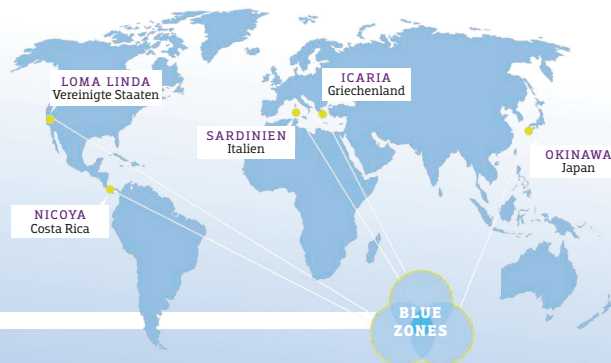 LOMA LINDA
Vereinigte Staaten
ICARIA
Griechenland
SARDINIEN
Italien
OKINAWA
Japan
NICOYA
Costa Rica
BLUE
ZONES